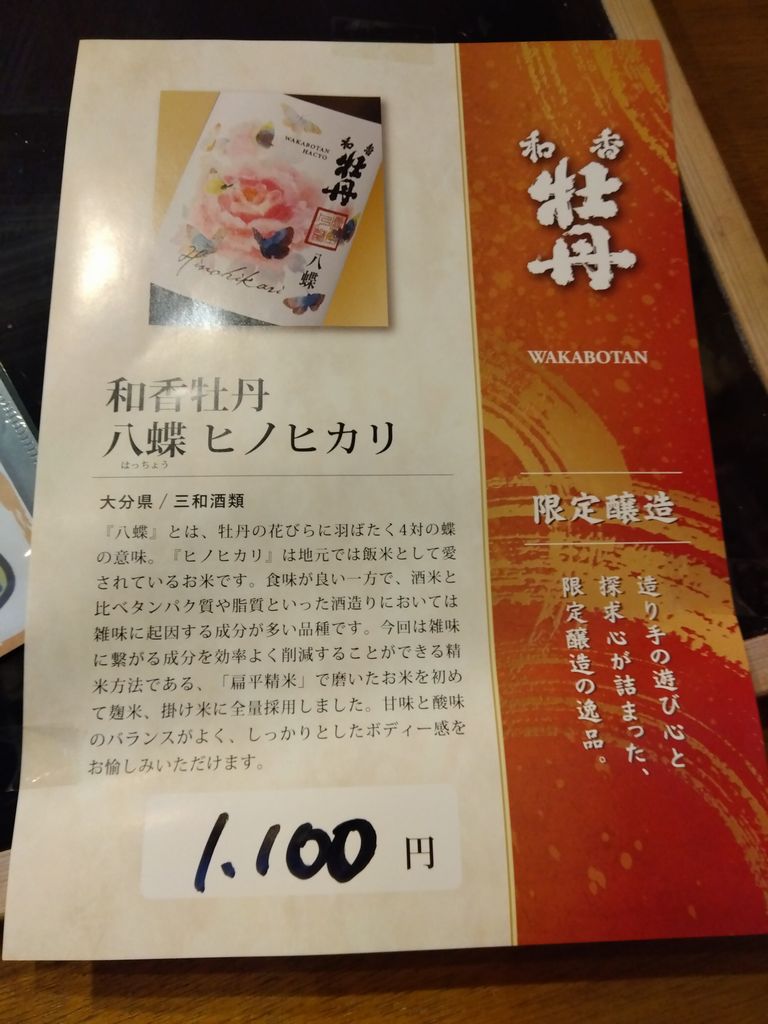 WAKABOTAN
HACYO
和香
牡丹
八蝶
Hinohikari
和香牡丹
八蝶 ヒノヒカリ
はっちょう
大分県 / 三和酒類
『八蝶』とは、牡丹の花びらに羽ばたく4対の蝶
の意味。『ヒノヒカリ』は地元では飯米として愛
されているお米です。食味が良い一方で、酒米と
比べタンパク質や脂質といった酒造りにおいては
雑味に起因する成分が多い品種です。今回は雑味
に繋がる成分を効率よく削減することができる精
米方法である、「扁平精米」で磨いたお米を初め
て麹米、掛け米に全量採用しました。甘味と酸味
のバランスがよく、しっかりとしたボディー感を
お愉しみいただけます。
1.100 円
和香
牡丹
WAKABOTAN
限定醸造
造り手の遊び心と
探求心が詰まった、
限定醸造の逸品。